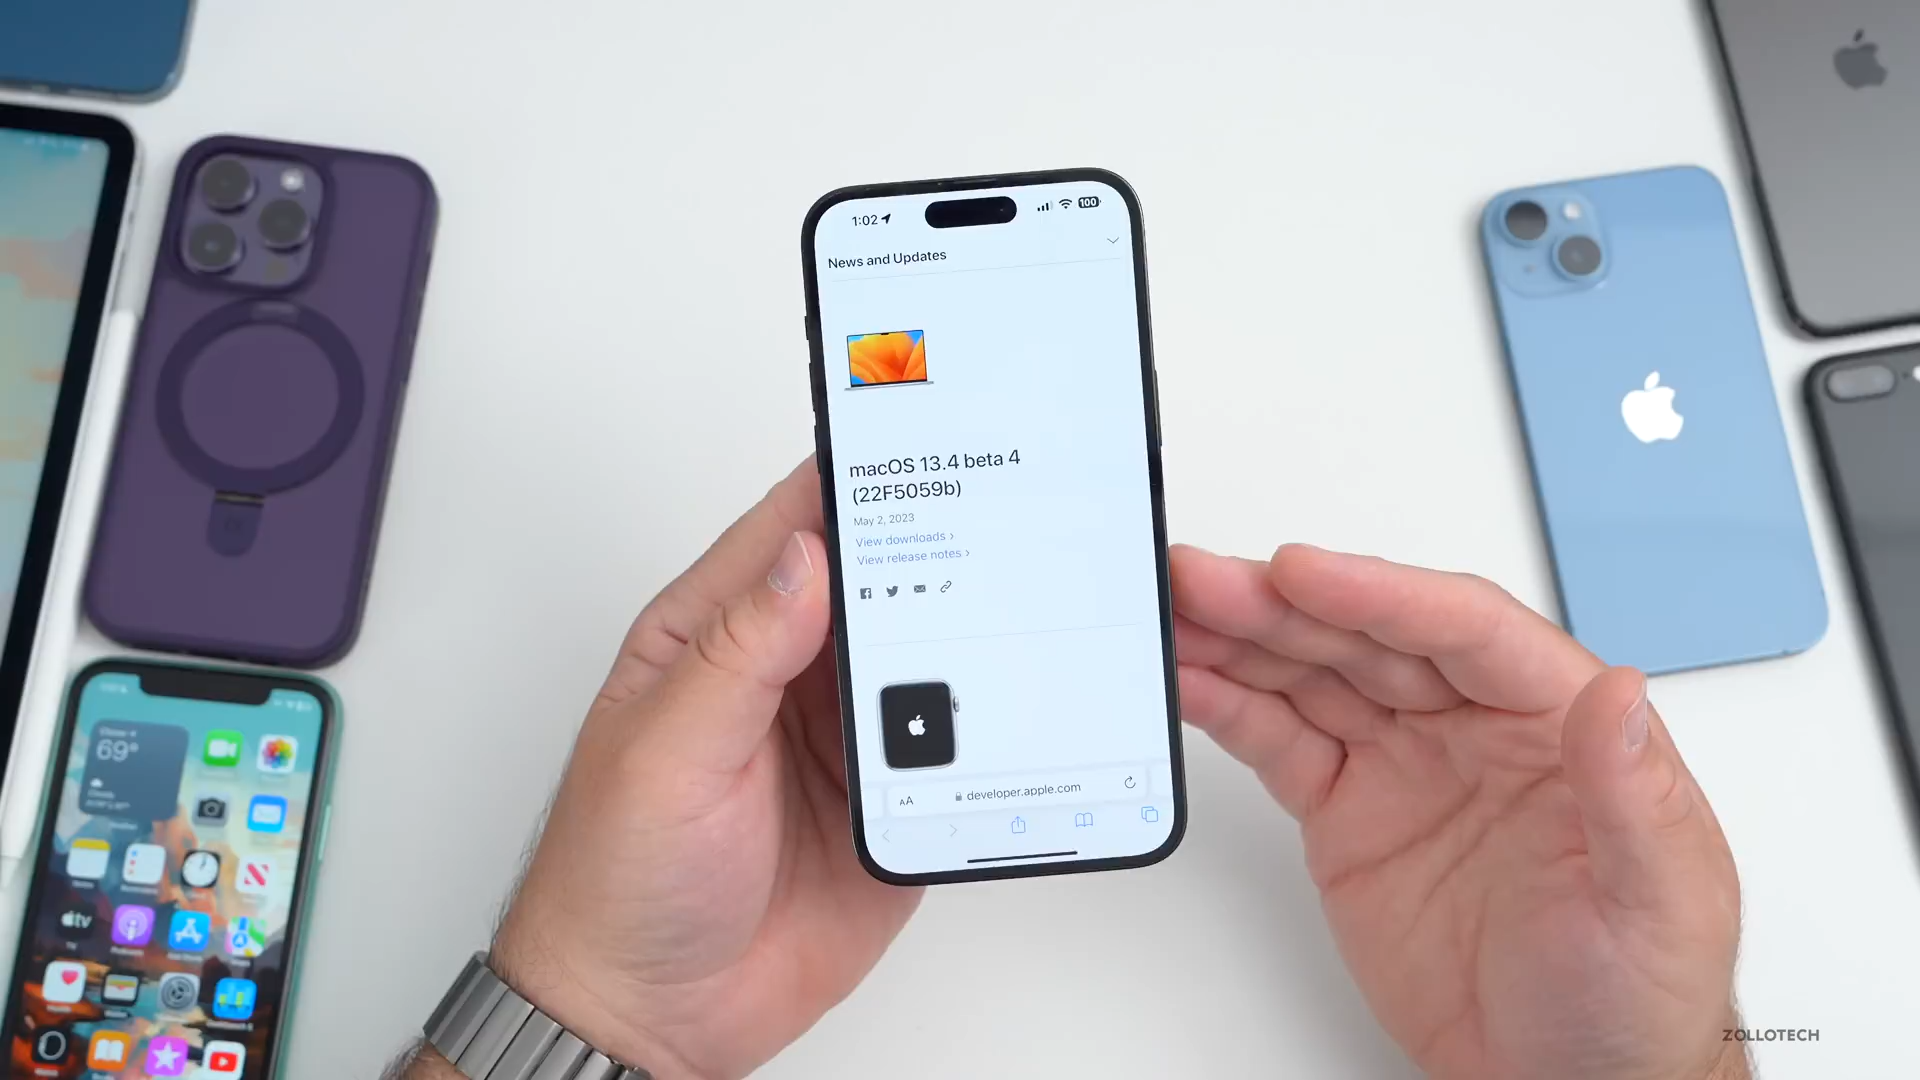 1:02
100
News and Updates
macOS 13.4 beta 4
(22F5059b)
May 2, 2023
View downloads ›
View release notes ›
AA
developer.apple.com
69°
tv
ZOLLOTECH